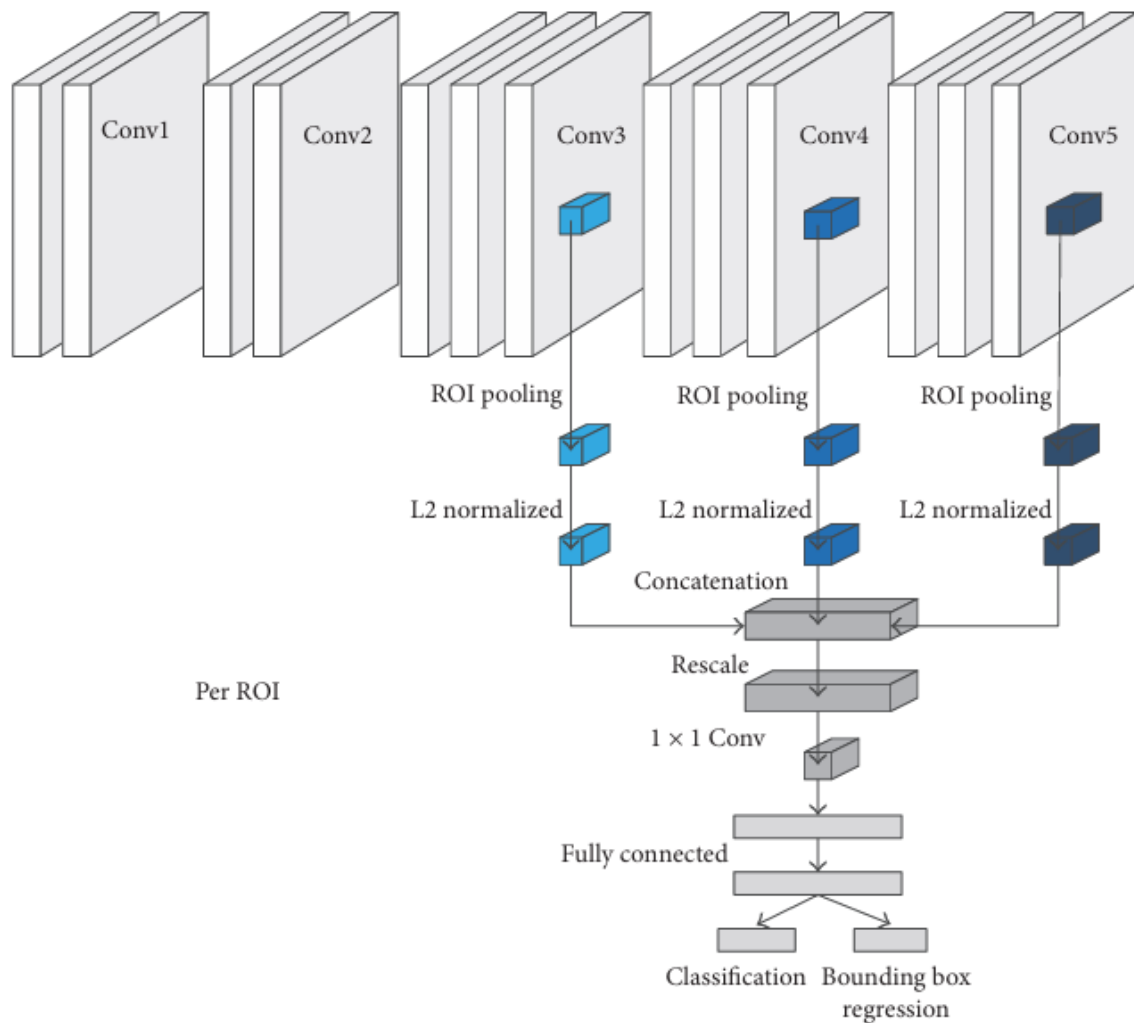 Conv1
Conv2
Conv3
Conv4
Conv5
ROI pooling
ROI pooling
ROI pooling
L2 normalized
L2 normalized
L2 normalized
Concatenation
Rescale
Per ROI
1 × 1 Conv
Fully connected
Classification
Bounding box
regression